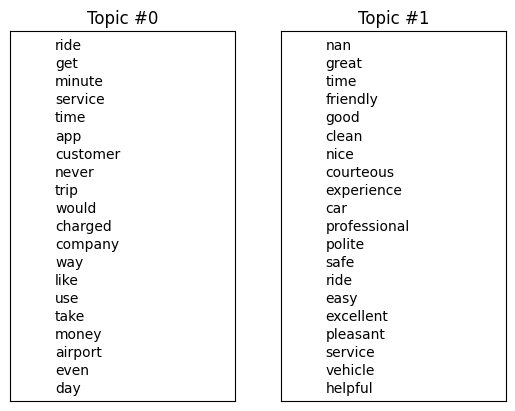 Topic #0
ride
get
minute
service
time
app
customer
never
trip
would
charged
company
way
like
use
take
money
airport
even
day
Topic #1
nan
great
time
friendly
good
clean
nice
courteous
experience
car
professional
polite
safe
ride
easy
excellent
pleasant
service
vehicle
helpful